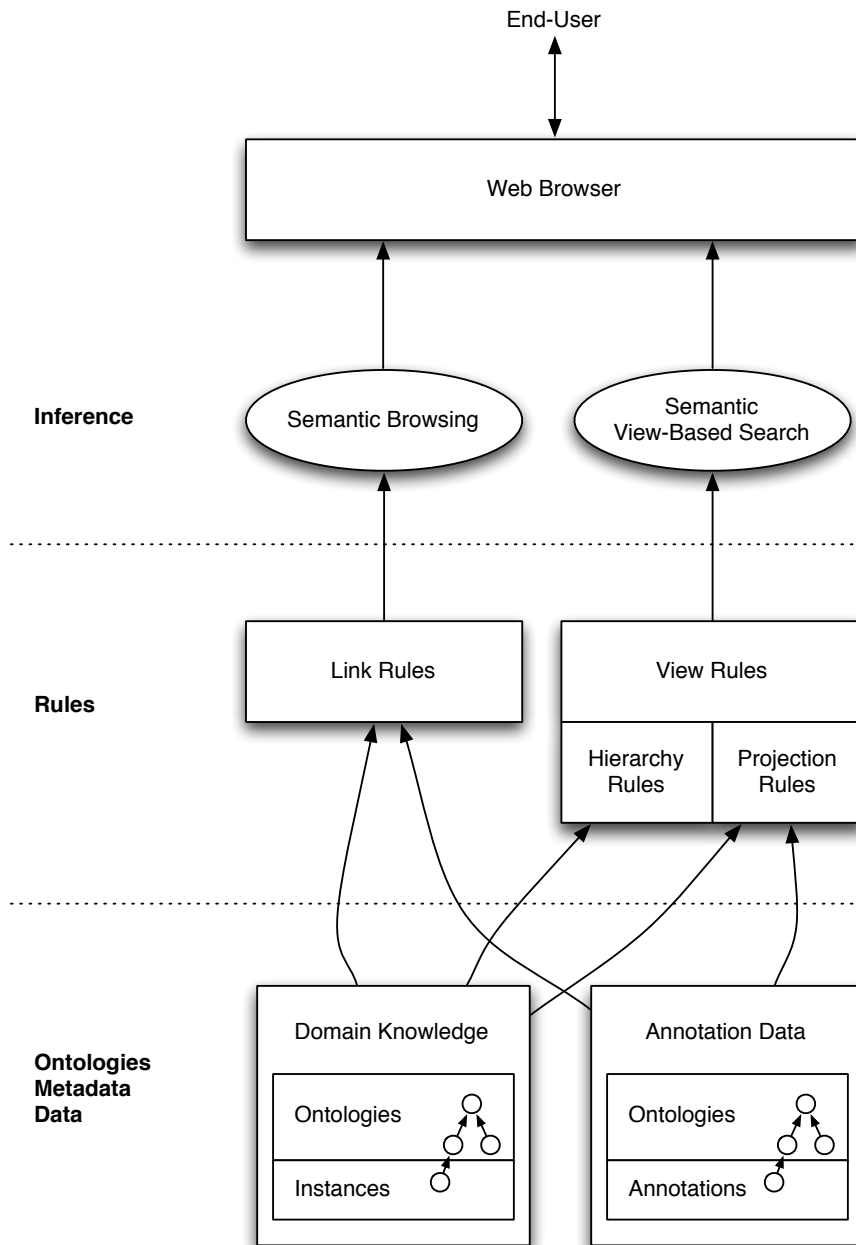 End-User
Web Browser
Inference
Semantic Browsing
Semantic
View-Based Search
Rules
Link Rules
View Rules
Hierarchy
Rules
Projection
Rules
Ontologies
Metadata
Data
Domain Knowledge
Ontologies
Instances
Annotation Data
Ontologies
Annotations